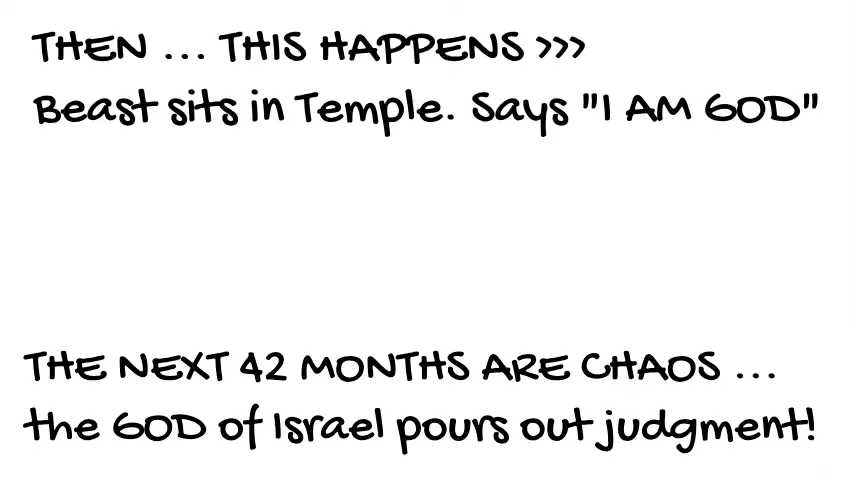 THEN ... THIS HAPPENS >>>
Beast sits in Temple. Says "I AM GOD"
THE NEXT 42 MONTHS ARE CHAOS ...
the GOD of Israel pours out judgment!